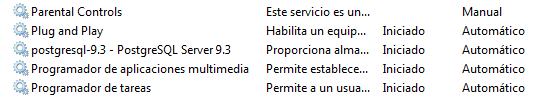 Parental Controls Este servicio es un... Manual
Plug and Play Habilita un equip... Iniciado Automático
postgresql-9.3 - PostgreSQL Server 9.3 Proporciona alma... Iniciado Automático
Programador de aplicaciones multimedia Permite establece... Iniciado Automático
Programador de tareas Permite a un usua... Iniciado Automático